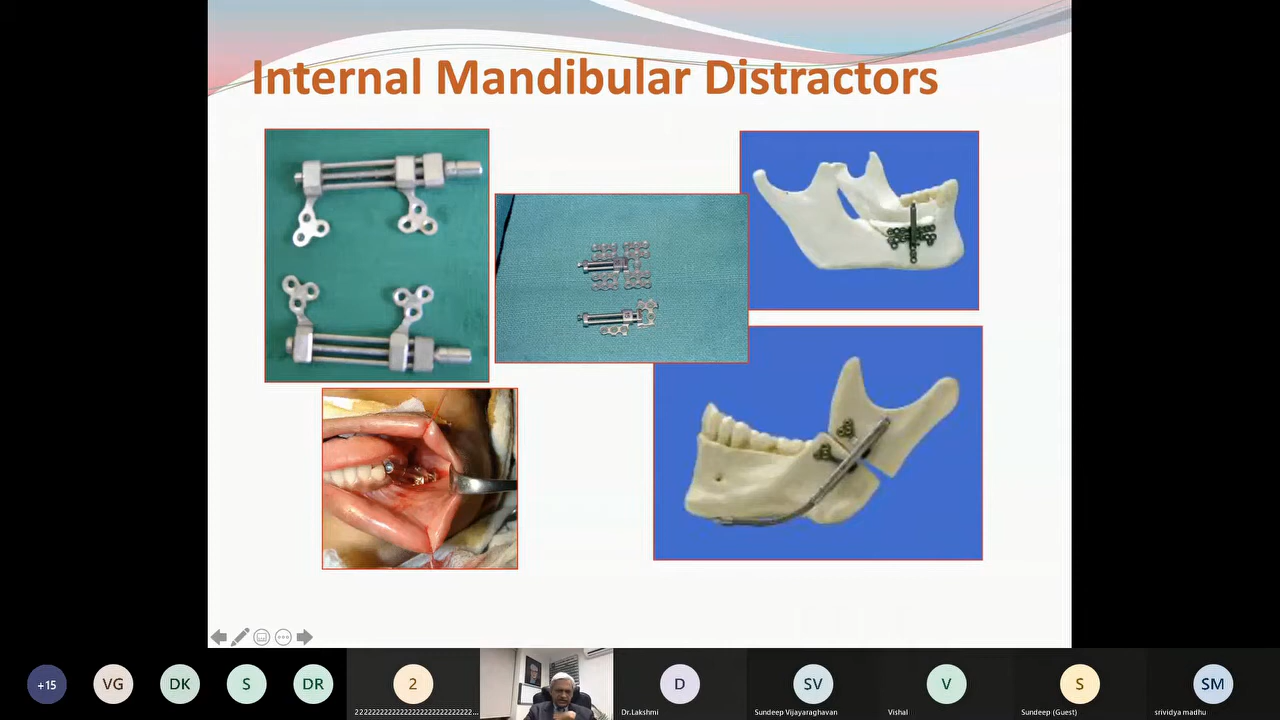 Internal Mandibular Distractors
+15
VG
DK
S
DR
2
D
SV
V
S
SM
222222222222222222222222222...
Dr.Lakshmi
Sundeep Vijayaraghavan
Vishal
Sundeep (Guest)
srividya madhu